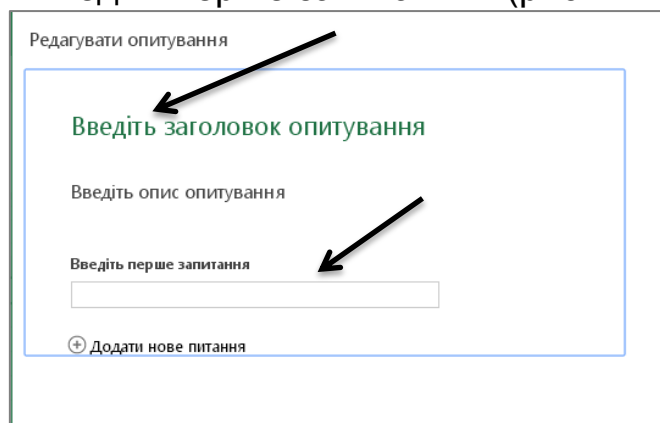 Редагувати опитування
Введіть заголовок опитування
Введіть опис опитування
Введіть перше запитання
Додати нове питання